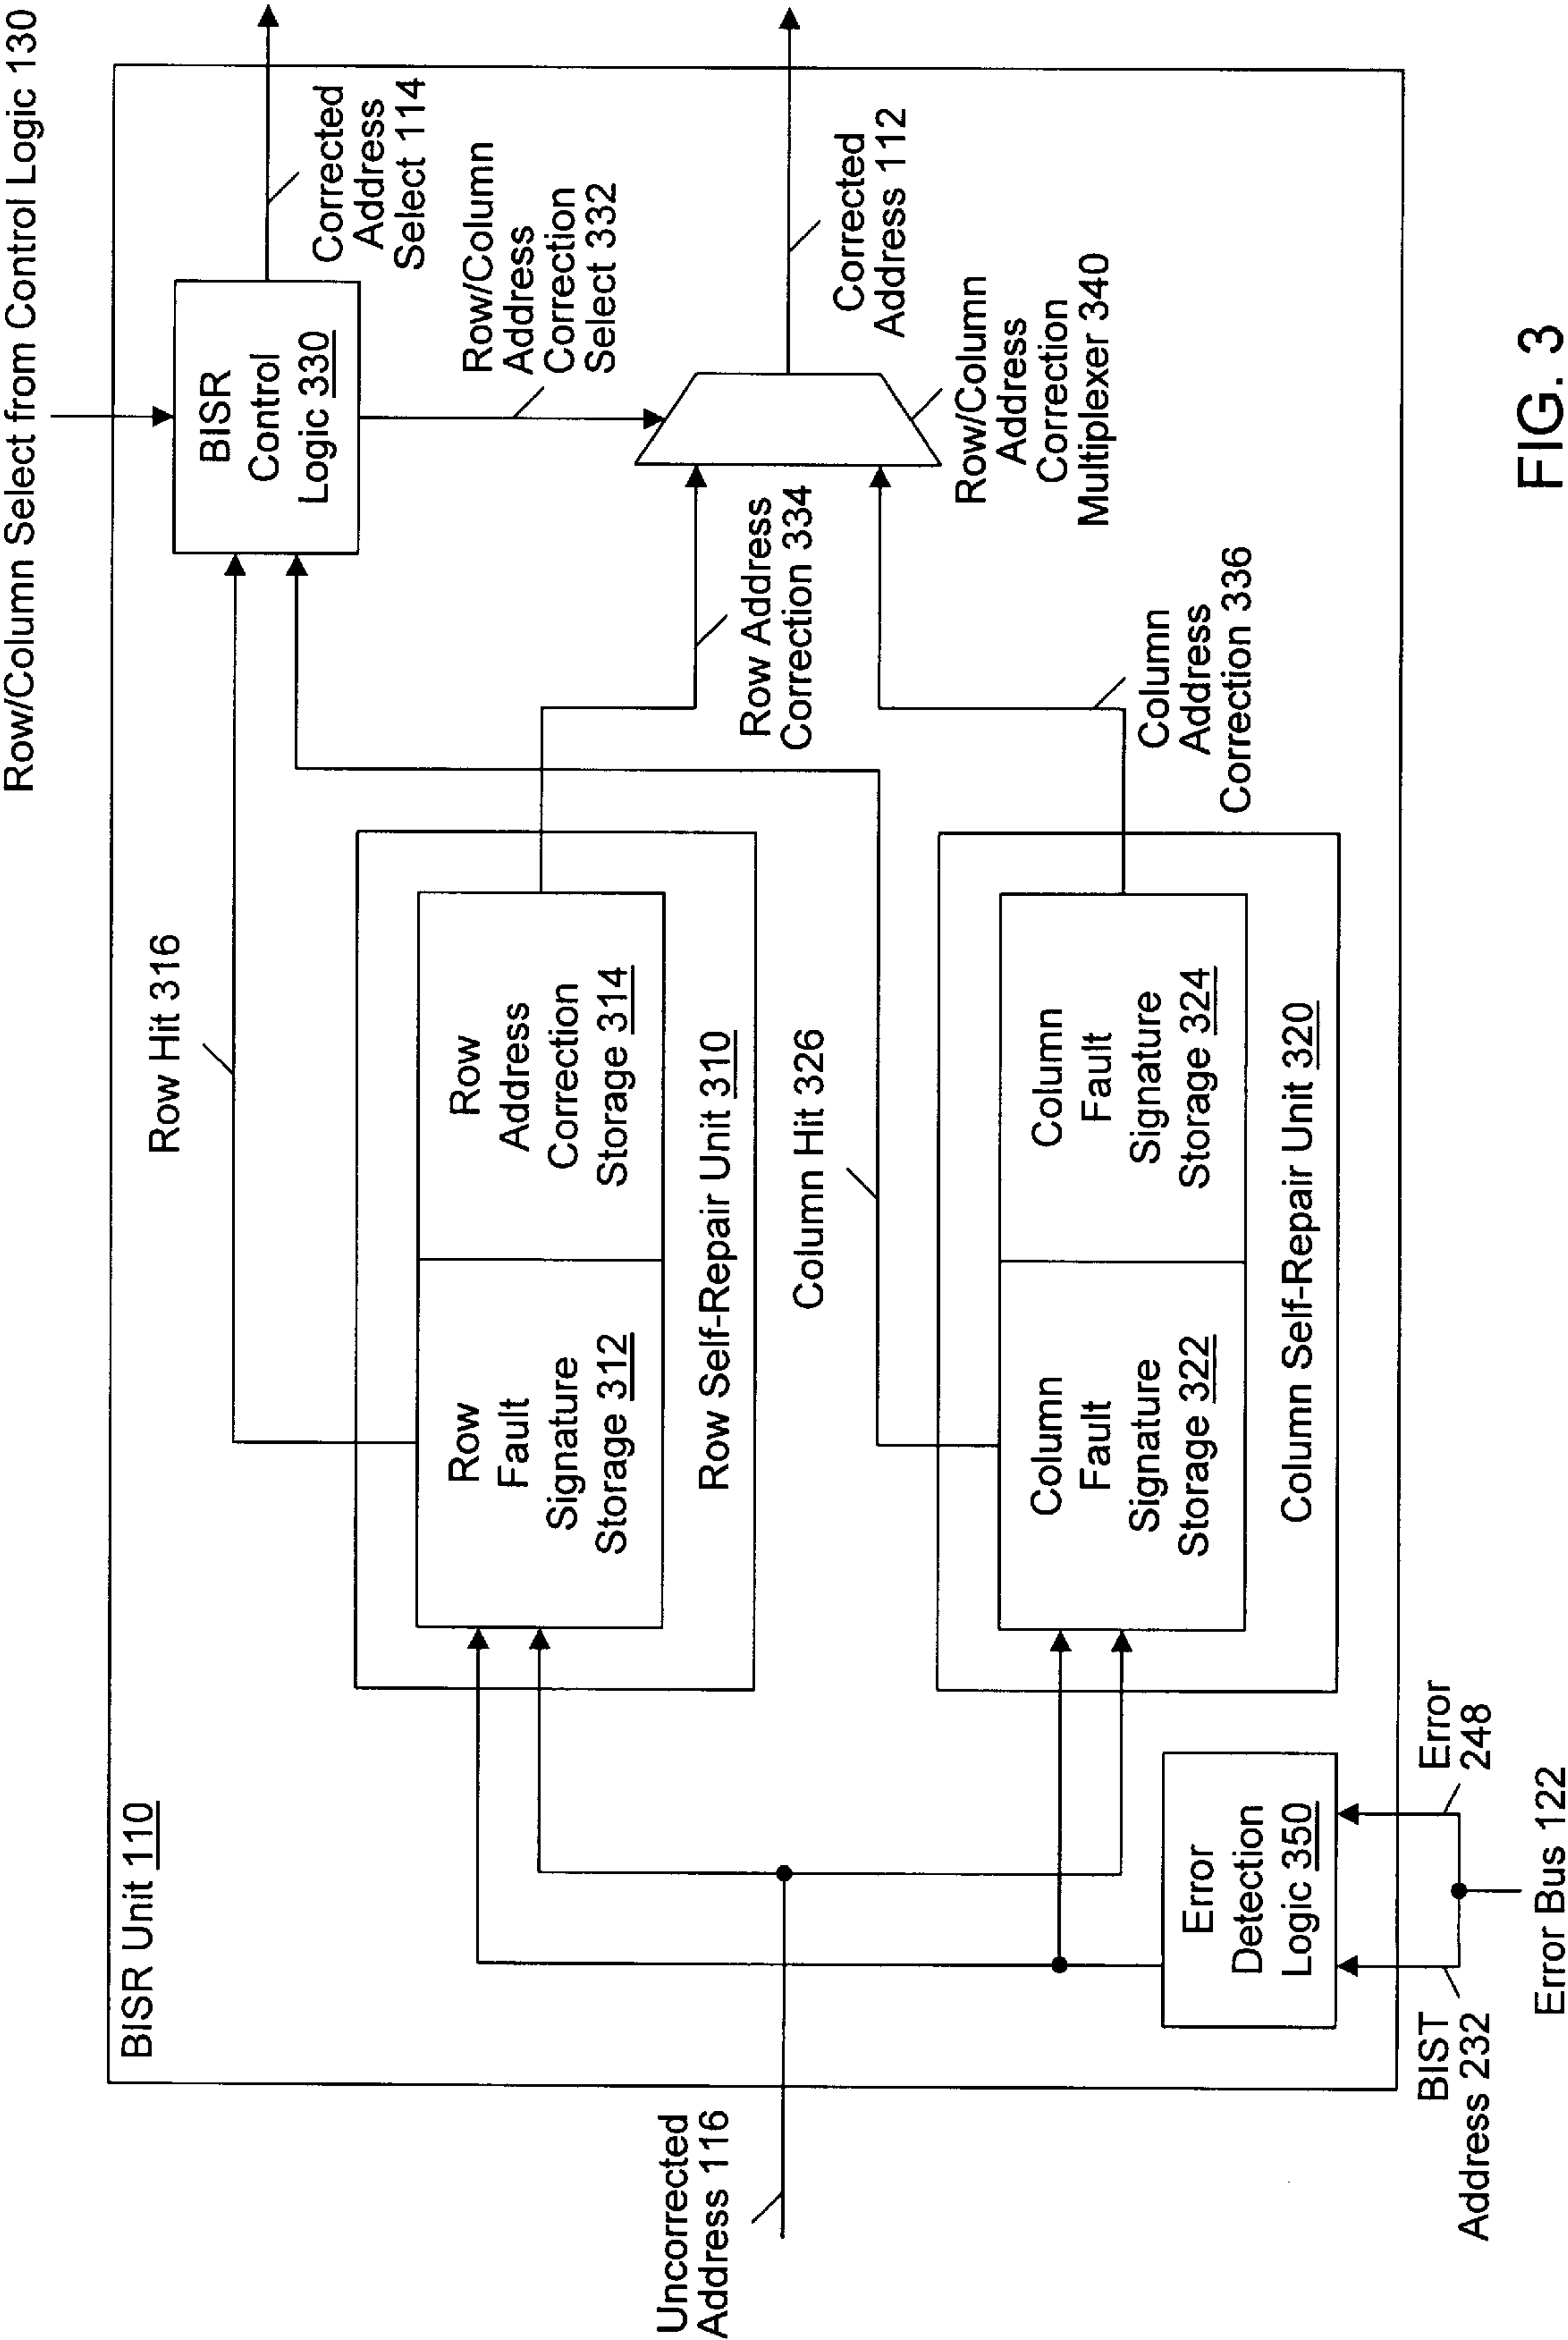 Row/Column Select from Control Logic 130
BISR Unit 110
Row Hit 316
BISR
Control
Logic 330
Corrected
Address
Select 114
Row/Column
Address
Correction
Select 332
Row
Fault
Signature
Storage 312
Row
Address
Correction
Storage 314
Row Self-Repair Unit 310
Uncorrected
Address 116
Row Address
Correction 334
Corrected
Address 112
Column Hit 326
Row/Column
Address
Correction
Multiplexer 340
Column
Fault
Signature
Storage 322
Column
Fault
Signature
Storage 324
Column Self-Repair Unit 320
Column
Address
Correction 336
Error
Detection
Logic 350
BIST
Address 232
Error
248
Error Bus 122
FIG. 3